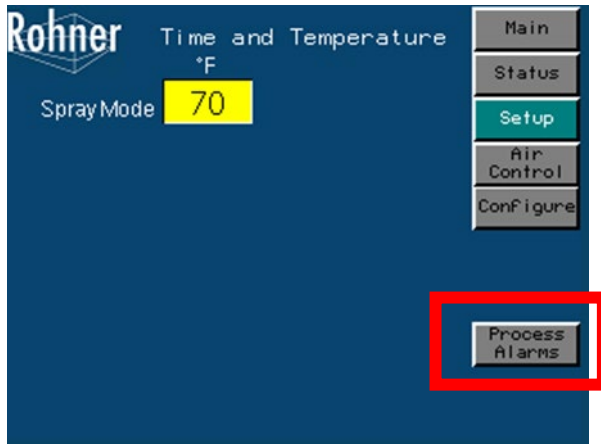 Rohner
Time and Temperature
°F
Spray Mode 70
Main
Status
Setup
Air
Control
Configure
Process
Alarms